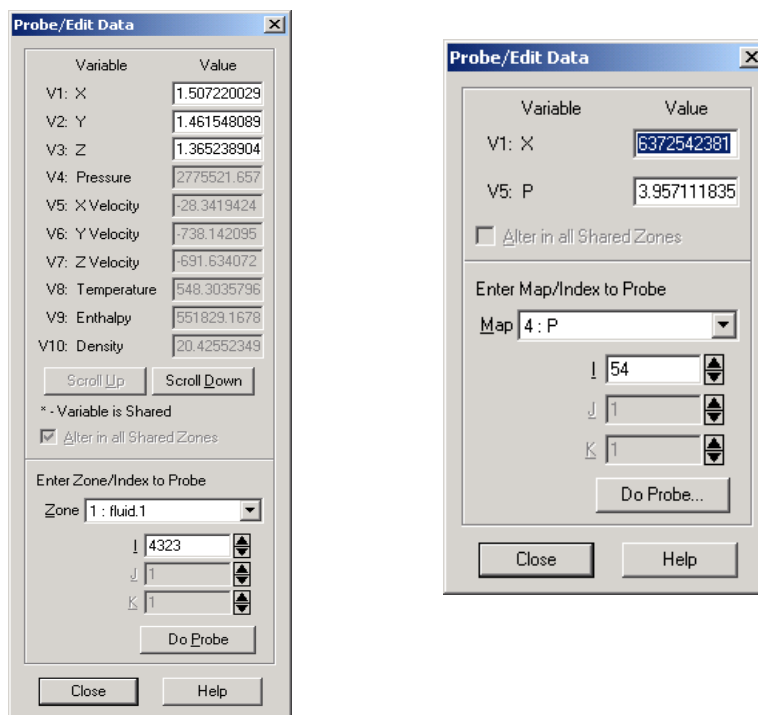 Probe/Edit Data
Variable Value
V1: X 1.507220029
V2: Y 1.461548089
V3: Z 1.365238904
V4: Pressure 2775521.657
V5: X Velocity -28.3419424
V6: Y Velocity -738.142095
V7: Z Velocity -691.634072
V8: Temperature 548.3035796
V9: Enthalpy 551829.1678
V10: Density 20.42552349
Scroll Up Scroll Down
* - Variable is Shared
Alter in all Shared Zones
Enter Zone/Index to Probe
Zone 1 : fluid.1
I 4323
J 1
K 1
Do Probe
Close Help
Probe/Edit Data
Variable Value
V1: X 6372542381
V5: P 3.957111835
Alter in all Shared Zones
Enter Map/Index to Probe
Map 4 : P
I 54
J 1
K 1
Do Probe...
Close Help